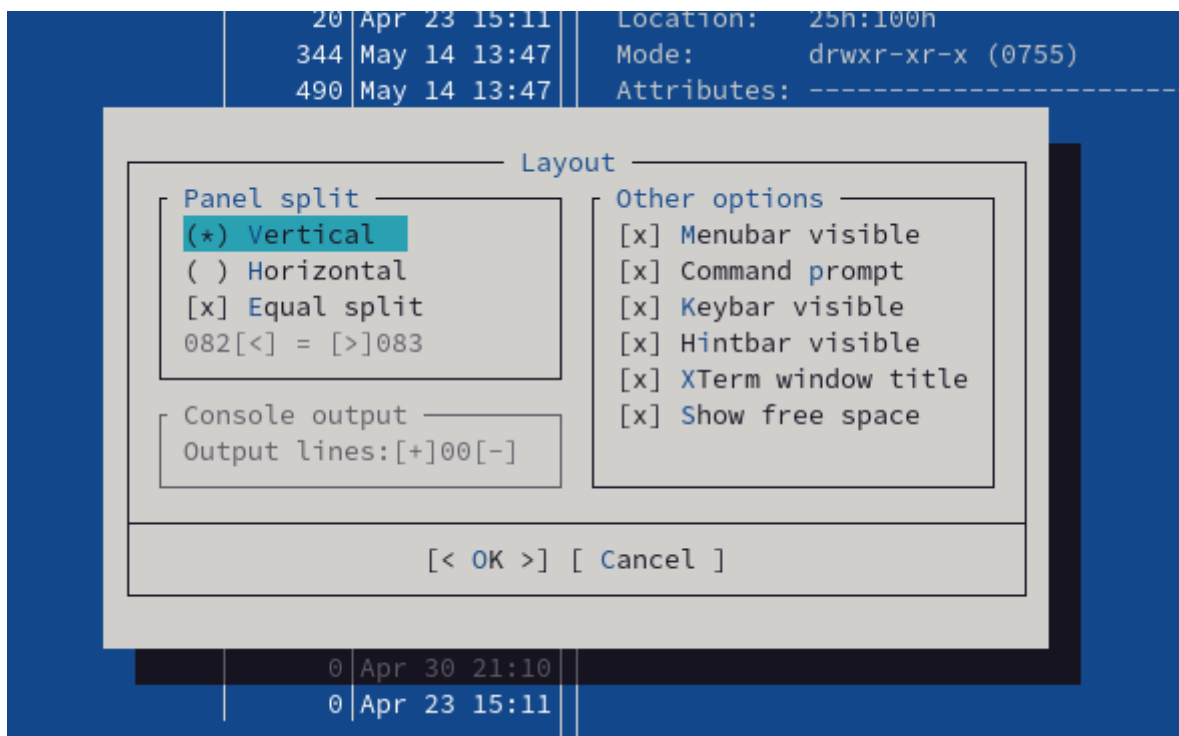 20 Apr 23 15:11 Location: 25h:100h
344 May 14 13:47 Mode: drwxr-xr-x (0755)
490 May 14 13:47 Attributes: -----------------------
Layout
Panel split
(*) Vertical
( ) Horizontal
[x] Equal split
082[<] = [>]083
Console output
Output lines:[+]00[-]
Other options
[x] Menubar visible
[x] Command prompt
[x] Keybar visible
[x] Hintbar visible
[x] XTerm window title
[x] Show free space
[< OK >] [ Cancel ]
0 Apr 30 21:10
0 Apr 23 15:11